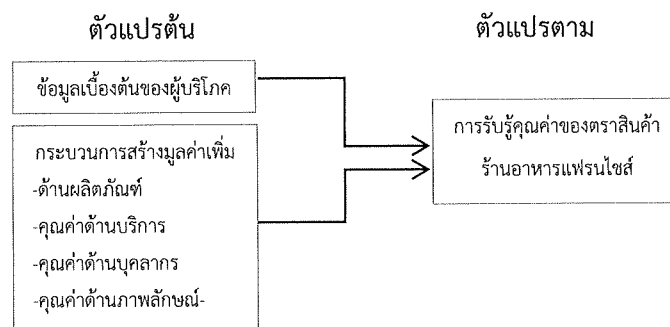 ตัวแปรต้น
ตัวแปรตาม
ข้อมูลเบื้องต้นของผู้บริโภค
กระบวนการสร้างมูลค่าเพิ่ม
-ด้านผลิตภัณฑ์
-คุณค่าด้านบริการ
-คุณค่าด้านบุคลากร
-คุณค่าด้านภาพลักษณ์-
การรับรู้คุณค่าของตราสินค้า
ร้านอาหารแฟรนไชส์